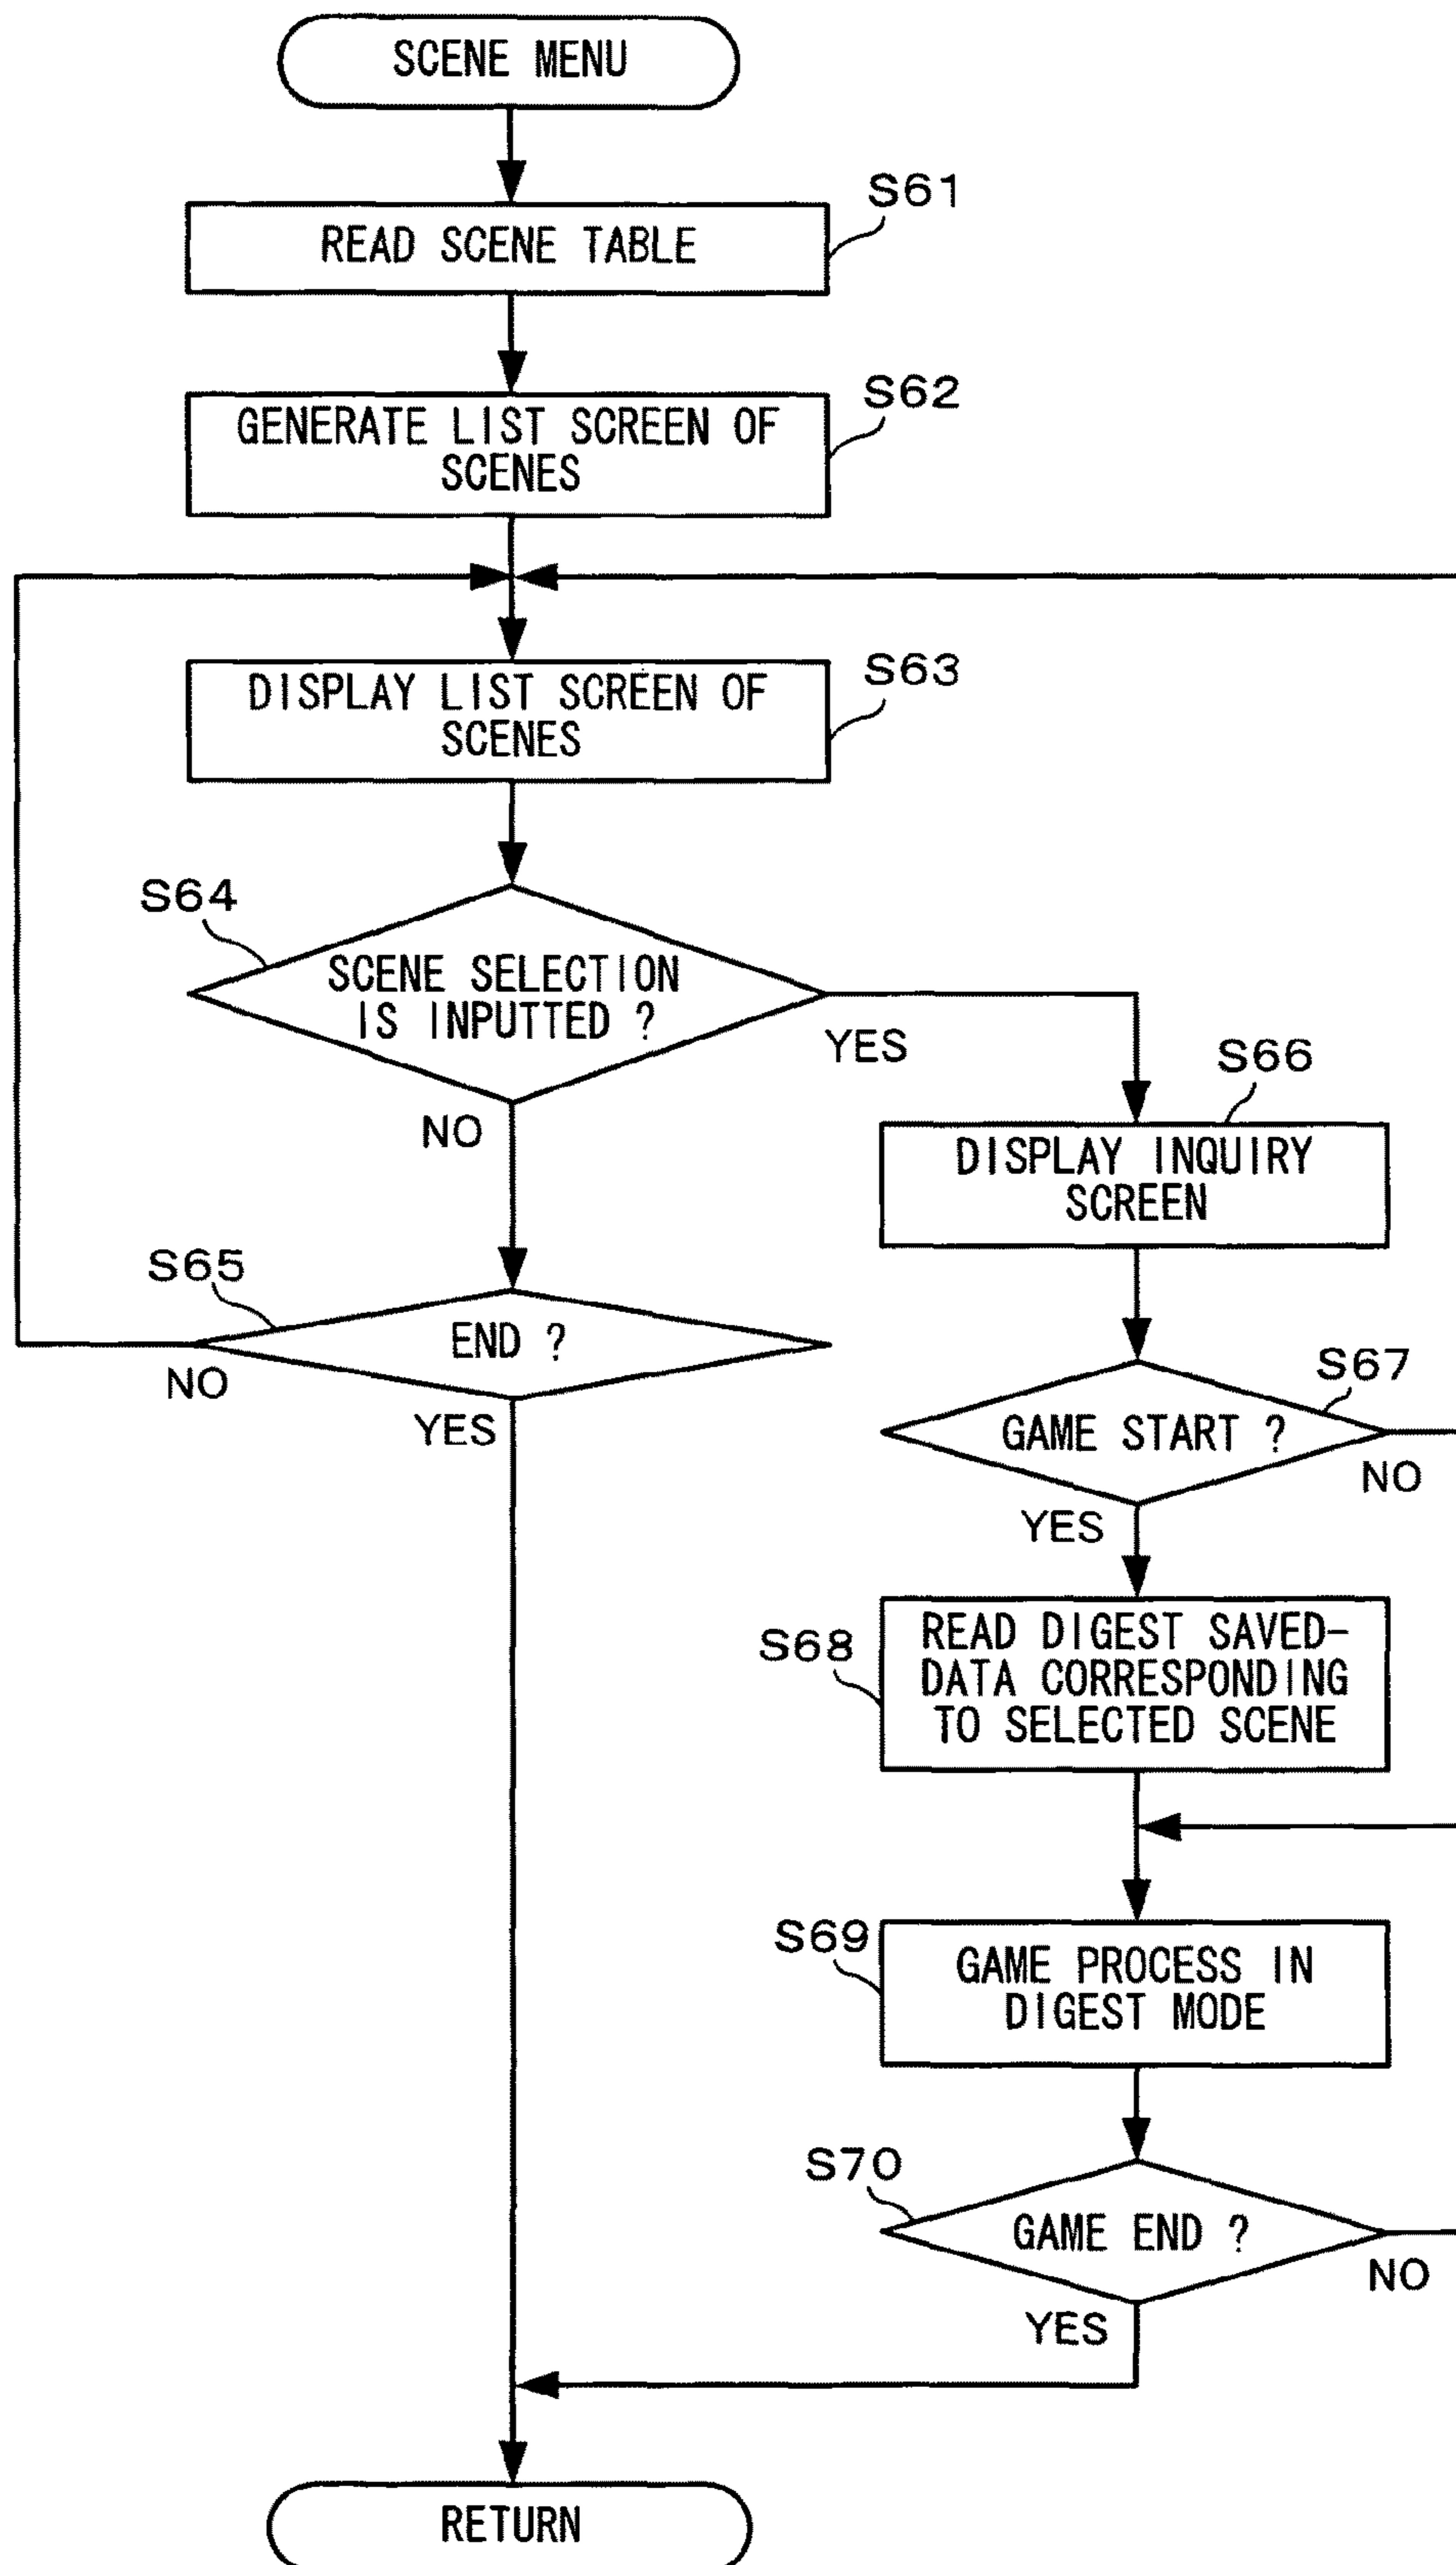 SCENE MENU
S61
READ SCENE TABLE
S62
GENERATE LIST SCREEN OF
SCENES
S63
DISPLAY LIST SCREEN OF
SCENES
S64
SCENE SELECTION
IS INPUTTED ?
YES
NO
S66
DISPLAY INQUIRY
SCREEN
S65
END ?
NO
YES
S67
GAME START ?
NO
YES
S68
READ DIGEST SAVED-
DATA CORRESPONDING
TO SELECTED SCENE
S69
GAME PROCESS IN
DIGEST MODE
S70
GAME END ?
NO
YES
RETURN